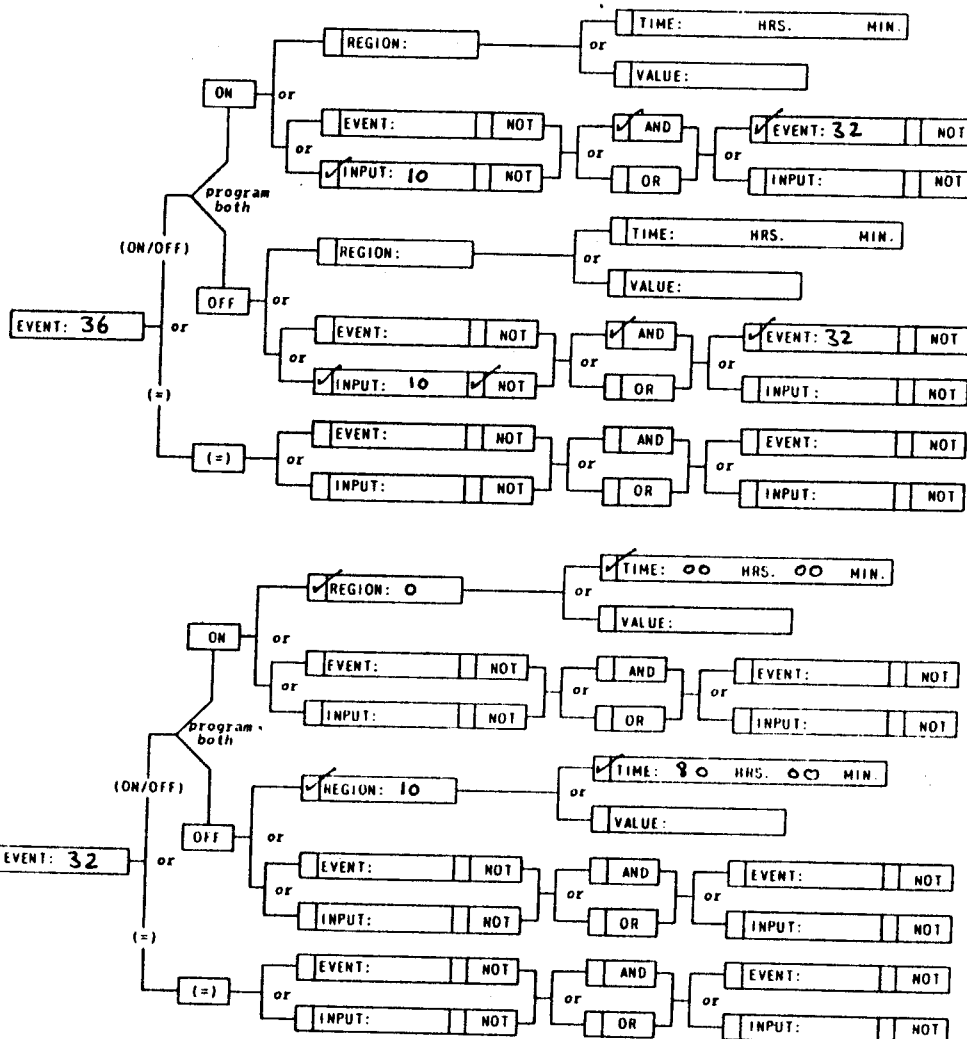 TIME: HRS. MIN.
REGION: or
VALUE:
ON or
EVENT: NOT AND EVENT: 32 NOT
or or or
INPUT: 10 NOT OR INPUT: NOT
program both
(ON/OFF)
TIME: HRS. MIN.
REGION: or
VALUE:
OFF or
EVENT: 36 or
EVENT: NOT AND EVENT: 32 NOT
or or or
INPUT: 10 NOT OR INPUT: NOT
(=)
EVENT: NOT AND EVENT: NOT
(=) or or or
INPUT: NOT OR INPUT: NOT
TIME: 00 HRS. 00 MIN.
REGION: 0 or
VALUE:
ON or
EVENT: NOT AND EVENT: NOT
or or or
INPUT: NOT OR INPUT: NOT
program both
(ON/OFF)
TIME: 80 HRS. 00 MIN.
REGION: 10 or
VALUE:
OFF or
EVENT: 32 or
EVENT: NOT AND EVENT: NOT
or or or
INPUT: NOT OR INPUT: NOT
(=)
EVENT: NOT AND EVENT: NOT
(=) or or or
INPUT: NOT OR INPUT: NOT